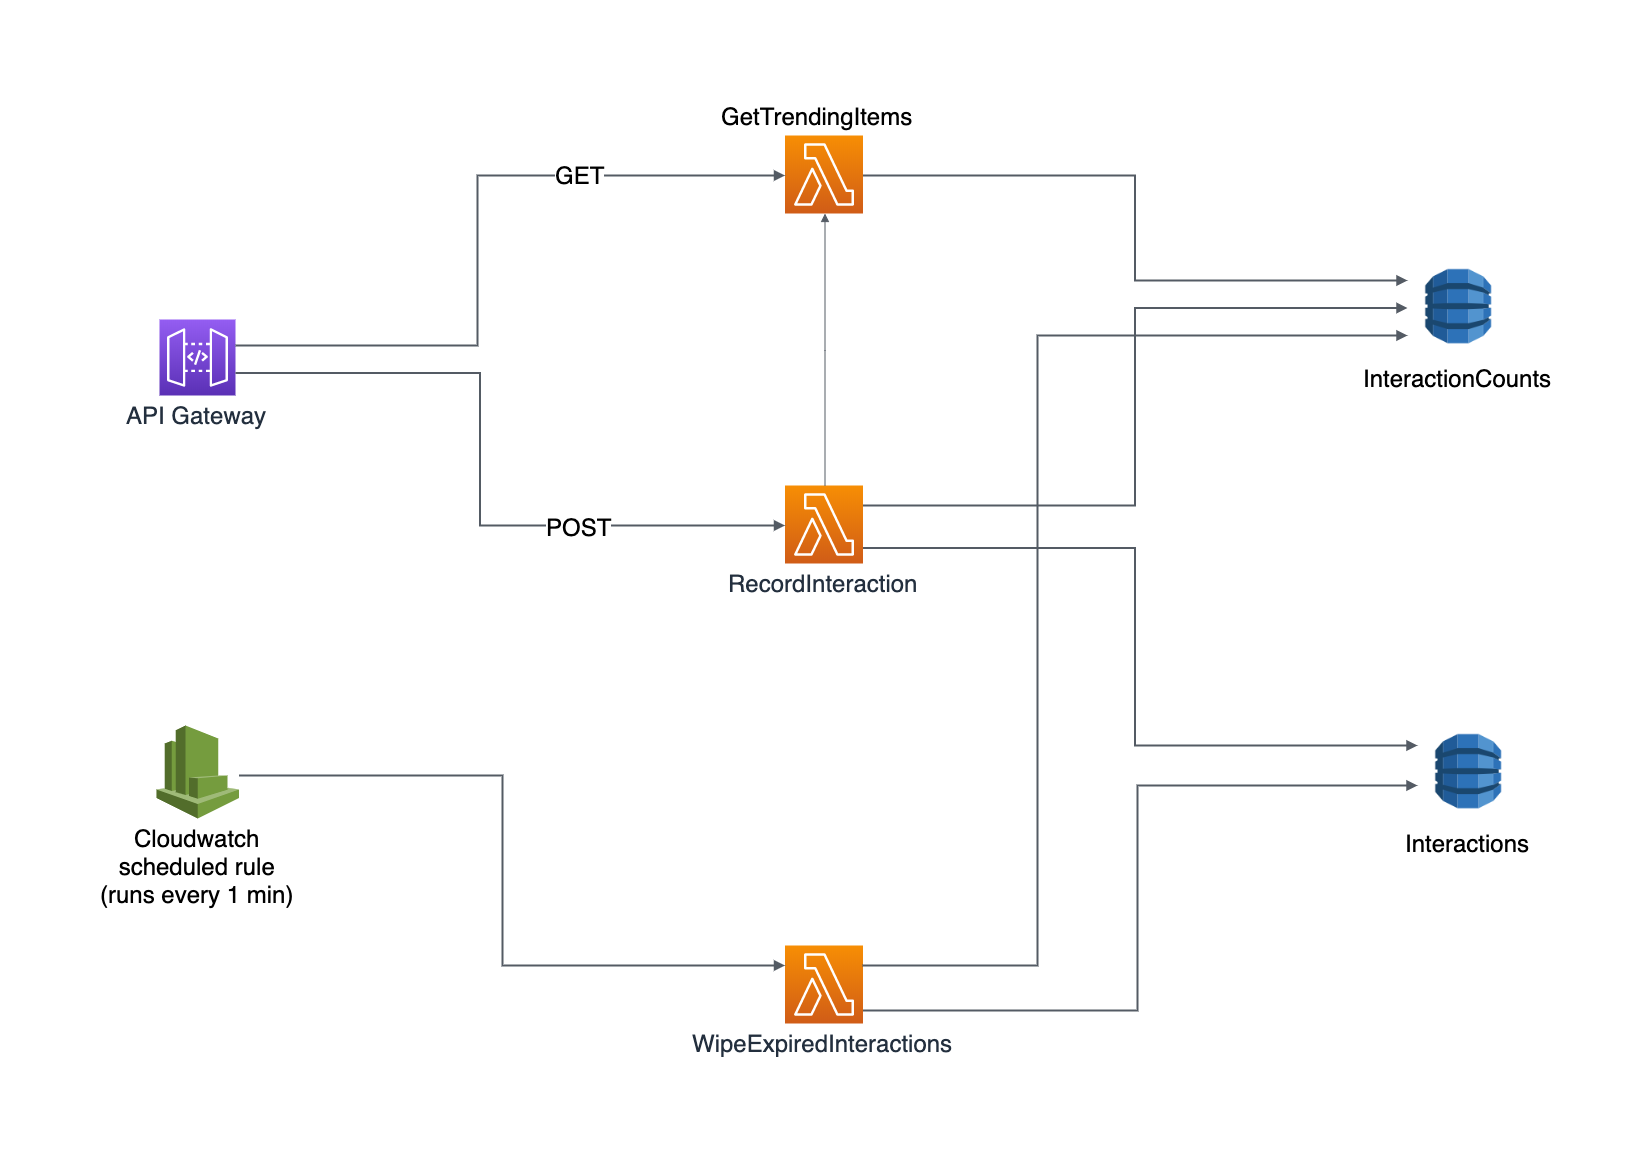 GetTrendingItems
GET
</>
API Gateway
InteractionCounts
POST
RecordInteraction
Cloudwatch
scheduled rule
(runs every 1 min)
Interactions
WipeExpiredInteractions